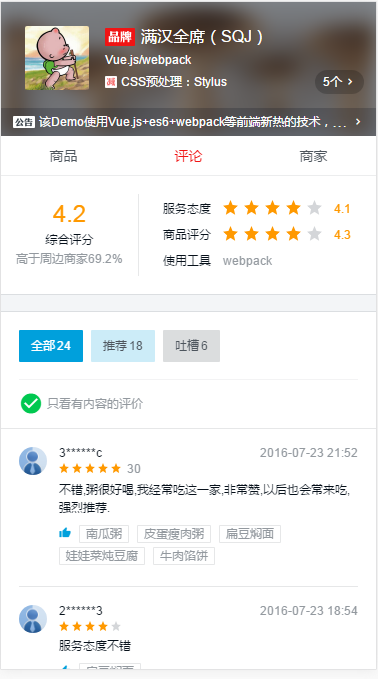 品牌 满汉全席（SQJ）
Vue.js/webpack
减 CSS预处理：Stylus
5个 >
公告 该Demo使用Vue.js+es6+webpack等前端新热的技术，... >
商品 评论 商家
4.2
综合评分
高于周边商家69.2%
服务态度 4.1
商品评分 4.3
使用工具 webpack
全部24 推荐18 吐槽6
只看有内容的评价
3******c 2016-07-23 21:52
30
不错,粥很好喝,我经常吃这一家,非常赞,以后也会常来吃,
强烈推荐.
南瓜粥 皮蛋瘦肉粥 扁豆焖面
娃娃菜炖豆腐 牛肉馅饼
2******3 2016-07-23 18:54
服务态度不错
扁豆焖面